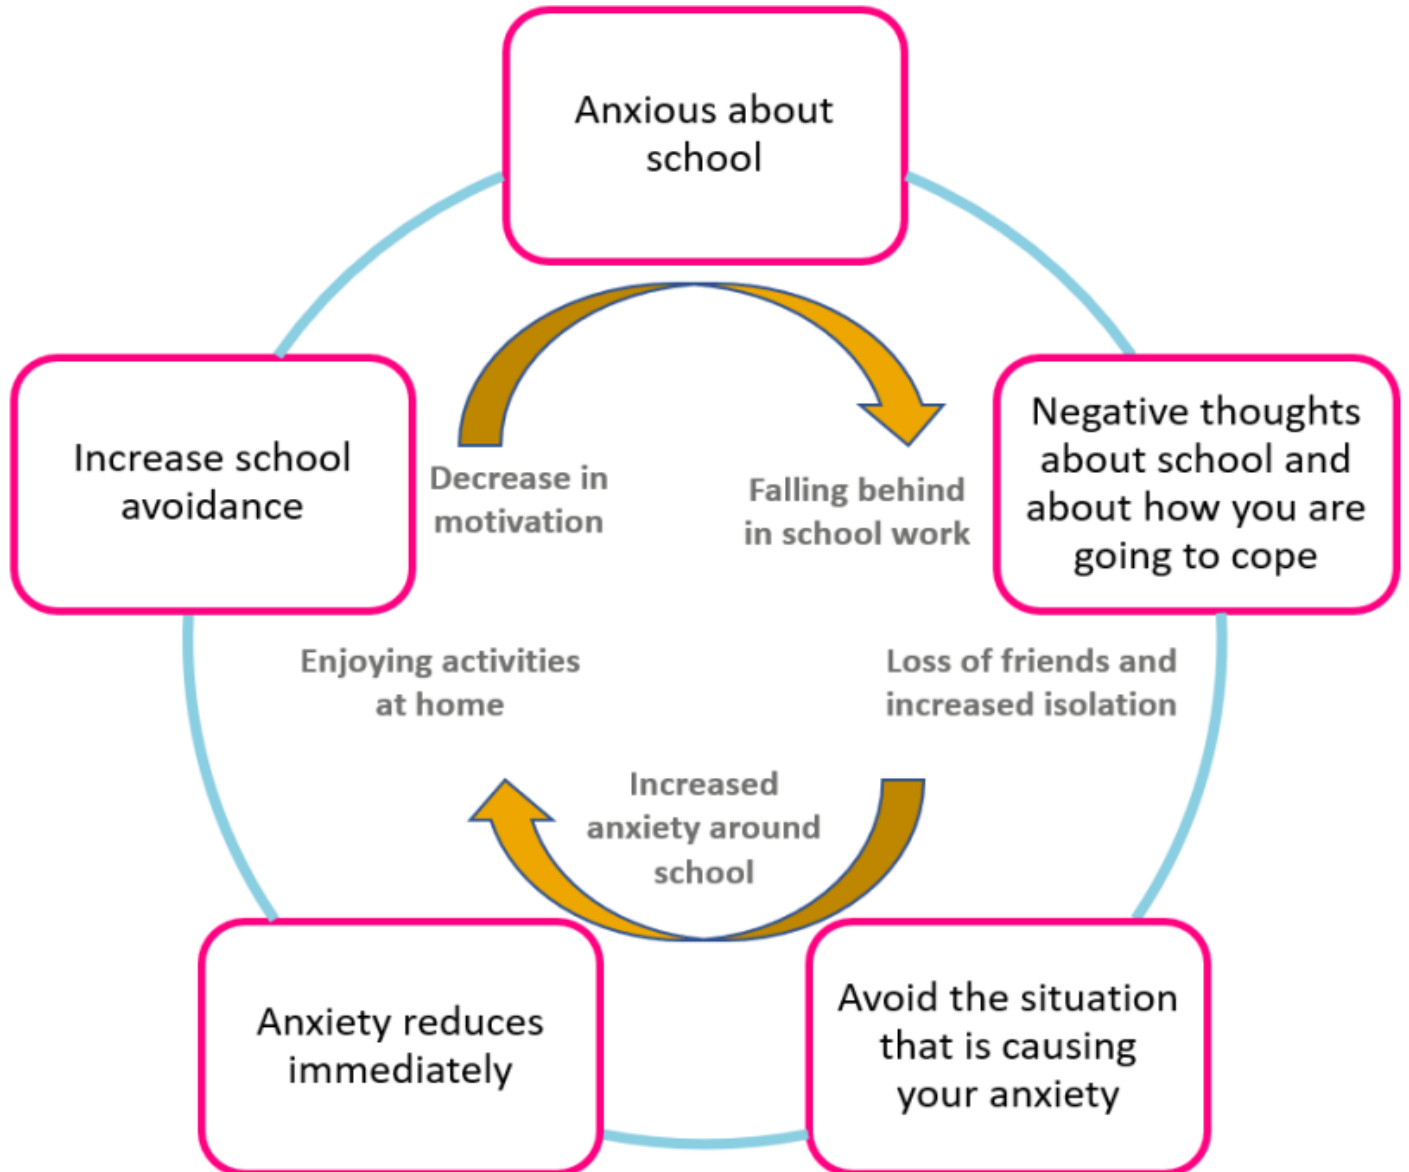 Anxious about
school
Increase school
avoidance
Negative thoughts
about school and
about how you are
going to cope
Decrease in
motivation
Falling behind
in school work
Enjoying activities
at home
Loss of friends and
increased isolation
Increased
anxiety around
school
Anxiety reduces
immediately
Avoid the situation
that is causing
your anxiety